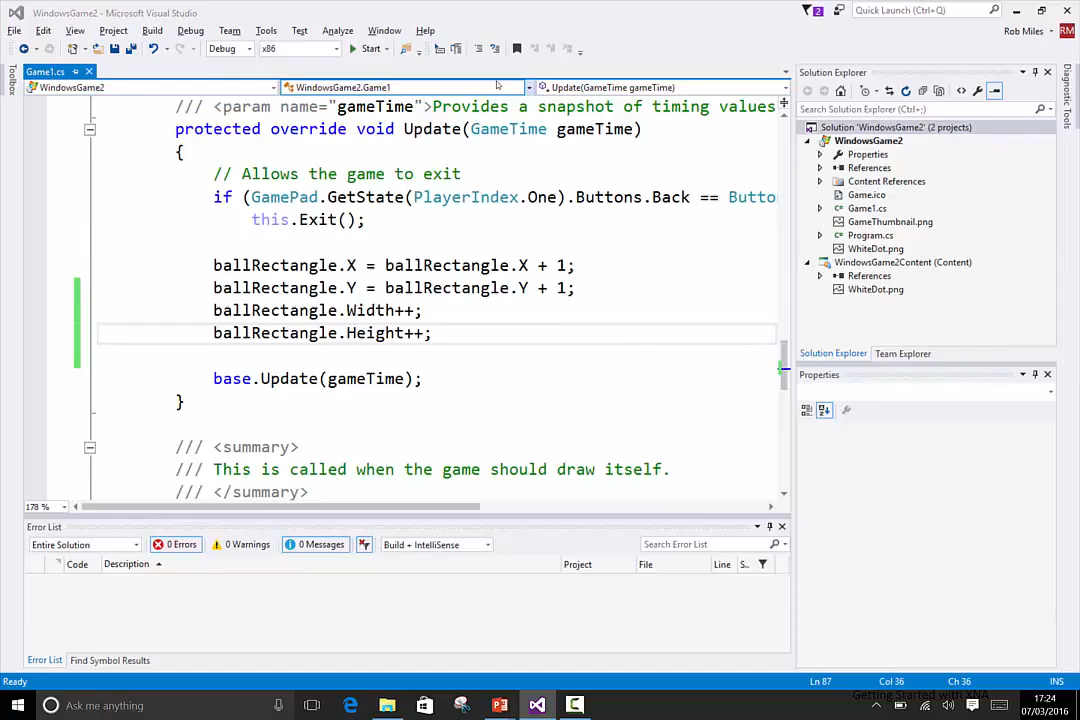 WindowsGame2 - Microsoft Visual Studio
2
Quick Launch (Ctrl+Q)
File Edit View Project Build Debug Team Tools Test Analyze Window Help
Rob Miles RM
Debug x86 Start
Toolbox
Game1.cs
WindowsGame2 WindowsGame2.Game1 Update(GameTime gameTime)
/// <param name="gameTime">Provides a snapshot of timing values
protected override void Update(GameTime gameTime)
{
// Allows the game to exit
if (GamePad.GetState(PlayerIndex.One).Buttons.Back == Butto
this.Exit();
ballRectangle.X = ballRectangle.X + 1;
ballRectangle.Y = ballRectangle.Y + 1;
ballRectangle.Width++;
ballRectangle.Height++;
base.Update(gameTime);
}
/// <summary>
/// This is called when the game should draw itself.
/// </summary>
178 %
Solution Explorer
Search Solution Explorer (Ctrl+;)
Solution 'WindowsGame2' (2 projects)
WindowsGame2
Properties
References
Content References
Game.ico
Game1.cs
GameThumbnail.png
Program.cs
WhiteDot.png
WindowsGame2Content (Content)
References
WhiteDot.png
Solution Explorer Team Explorer
Properties
Diagnostic Tools
Error List
Entire Solution 0 Errors 0 Warnings 0 Messages Build + IntelliSense Search Error List
Code Description Project File Line S..
Error List Find Symbol Results
Ready Ln 87 Col 36 Ch 36 INS
Getting Started with XNA
Ask me anything
17:24
07/03/2016